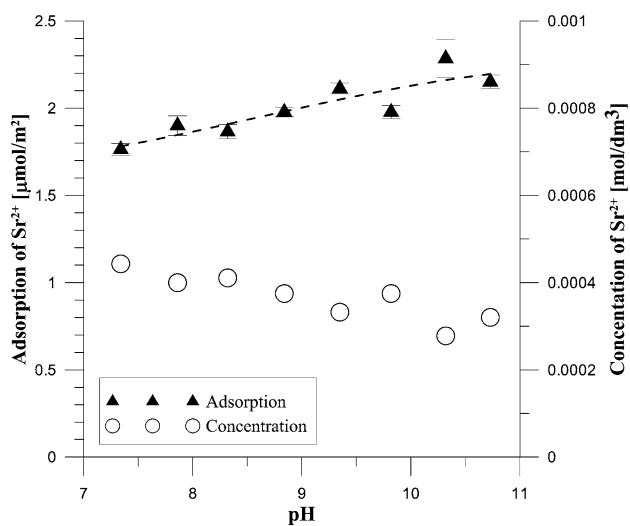 2.5
2
1.5
1
0.5
0
0.001
0.0008
0.0006
0.0004
0.0002
0
Adsorption of Sr²⁺ [µmol/m²]
Concentation of Sr²⁺ [mol/dm³]
Adsorption
Concentration
7 8 9 10 11
pH